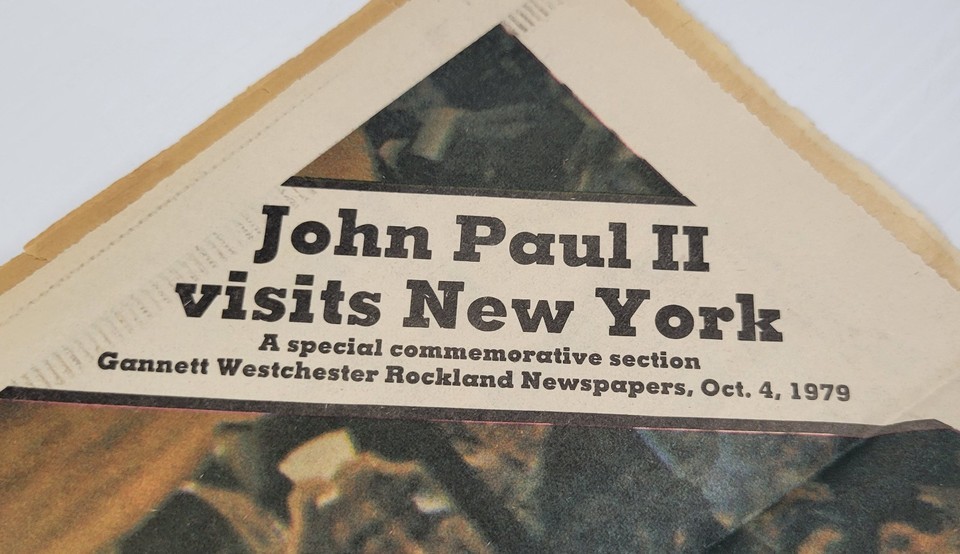 John Paul II
visits New York
A special commemorative section
Gannett Westchester Rockland Newspapers, Oct. 4, 1979